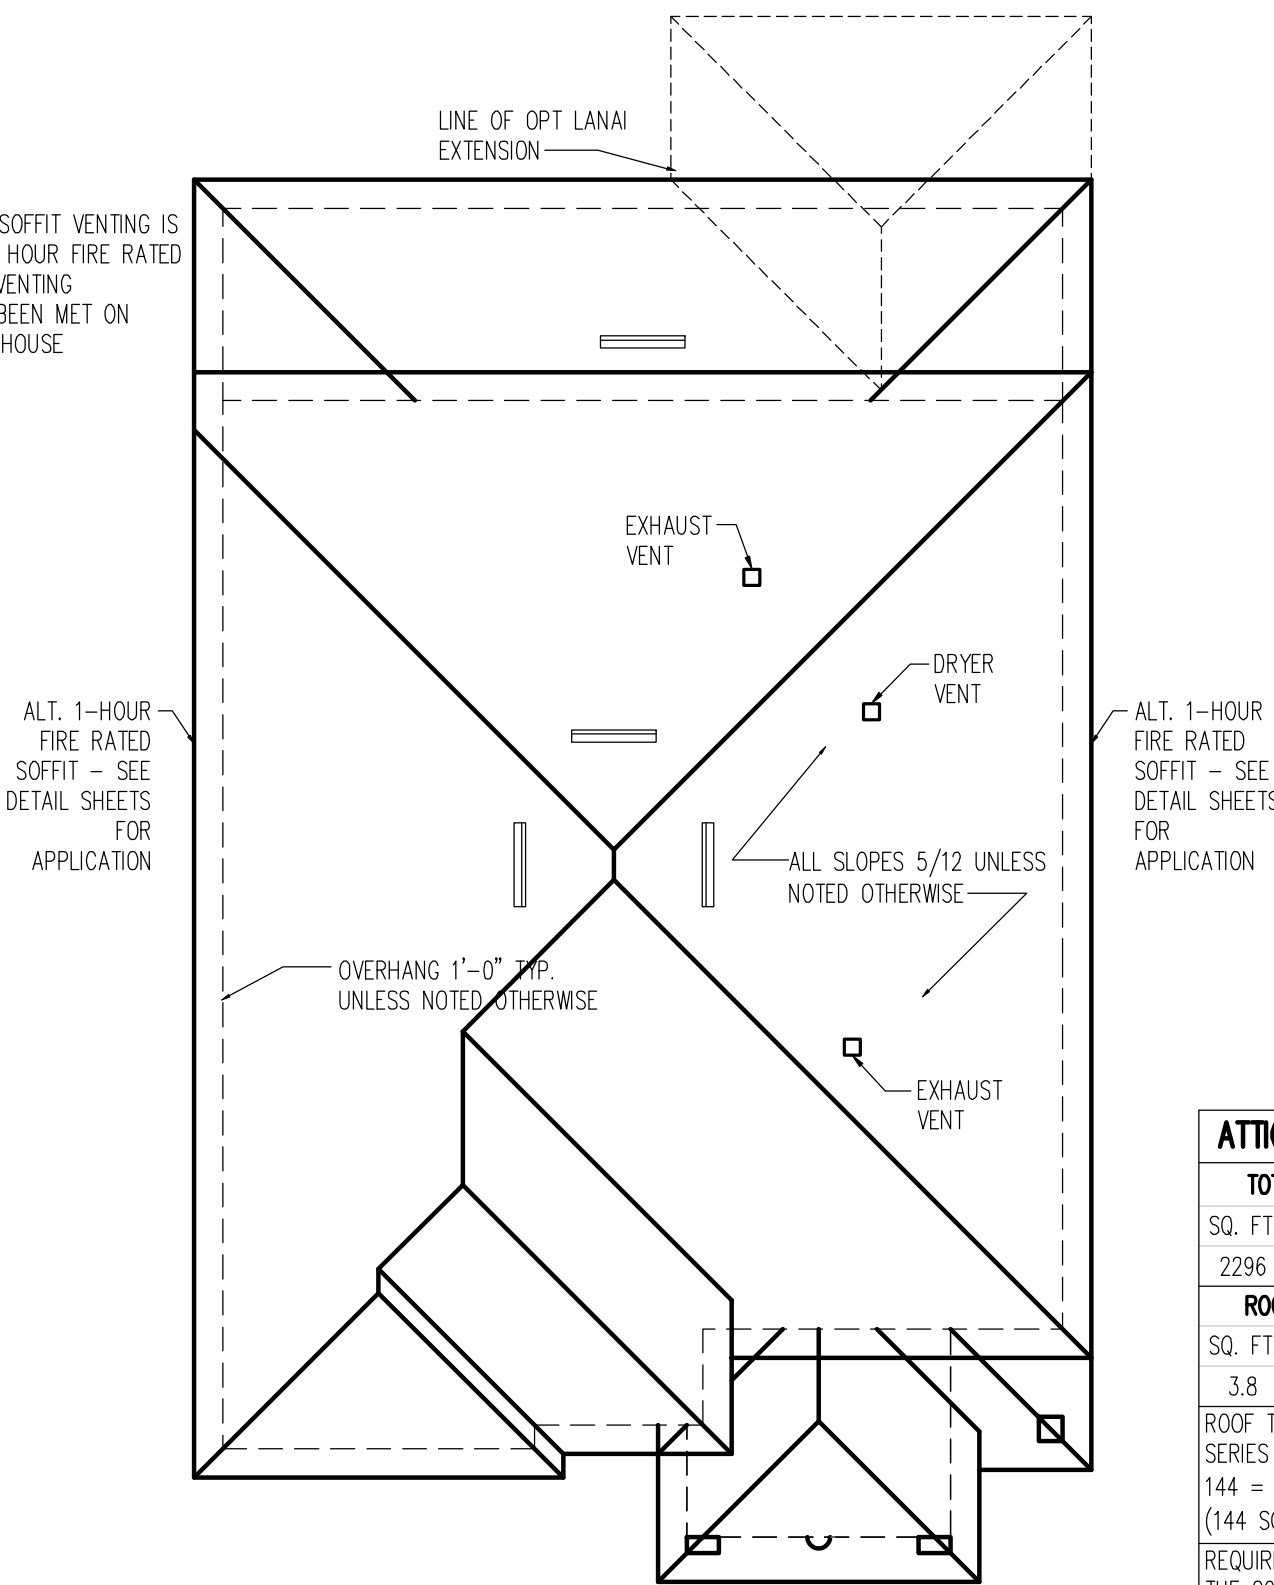 LINE OF OPT LANAI
EXTENSION
SOFFIT VENTING IS
HOUR FIRE RATED
VENTING
BEEN MET ON
HOUSE
EXHAUST
VENT
DRYER
VENT
ALT. 1-HOUR
FIRE RATED
SOFFIT – SEE
DETAIL SHEETS
FOR
APPLICATION
ALT. 1-HOUR
FIRE RATED
SOFFIT – SEE
DETAIL SHEETS
FOR
APPLICATION
ALL SLOPES 5/12 UNLESS
NOTED OTHERWISE
OVERHANG 1'-0" TYP.
UNLESS NOTED OTHERWISE
EXHAUST
VENT
SQ. FT.
2296
SQ. FT.
3.8
ROOF
SERIES
144 =
(144